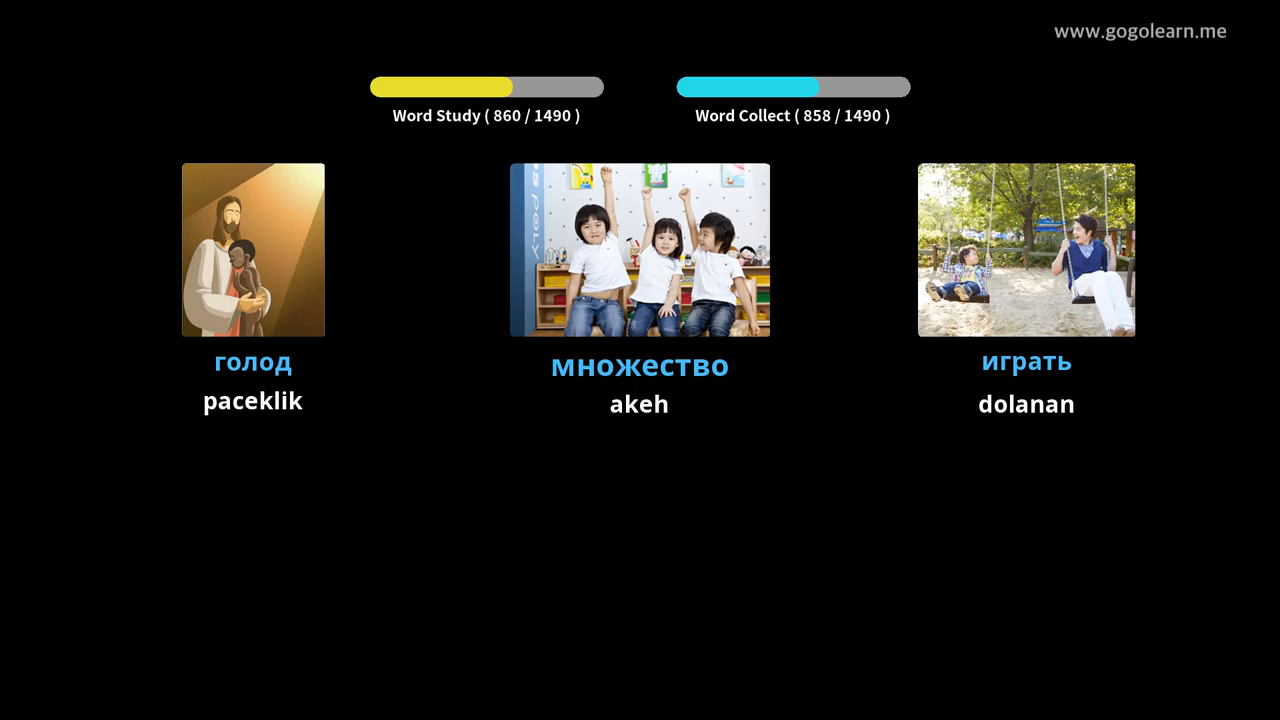 www.gogolearn.me
Word Study ( 860 / 1490 )
Word Collect ( 858 / 1490 )
голод
множество
играть
paceklik
akeh
dolanan